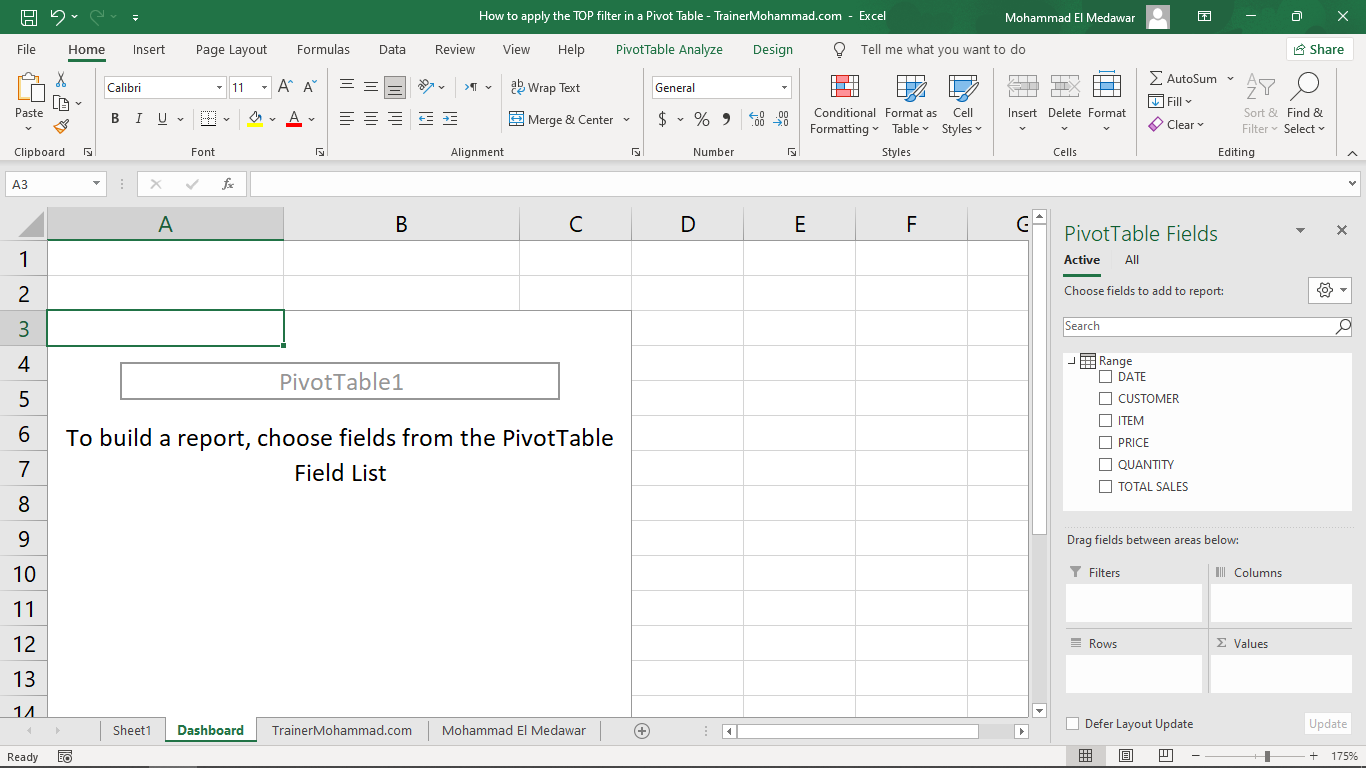 How to apply the TOP filter in a Pivot Table - TrainerMohammad.com - Excel
Mohammad El Medawar
File Home Insert Page Layout Formulas Data Review View Help PivotTable Analyze Design Tell me what you want to do Share
Paste
Clipboard
Calibri 11
B I U A
Font
ab Wrap Text
Merge & Center
Alignment
General
$ % 9
Number
Conditional Formatting
Format as Table
Cell Styles
Styles
Insert Delete Format
Cells
AutoSum
Fill
Clear
Sort & Filter
Find & Select
Editing
A3 fx
A B C D E F G
1
2
3
4
5
6
7
8
9
10
11
12
13
14
PivotTable1
To build a report, choose fields from the PivotTable
Field List
PivotTable Fields
Active All
Choose fields to add to report:
Search
Range
DATE
CUSTOMER
ITEM
PRICE
QUANTITY
TOTAL SALES
Drag fields between areas below:
Filters Columns
Rows Σ Values
Defer Layout Update Update
Sheet1 Dashboard TrainerMohammad.com Mohammad El Medawar
Ready 175%